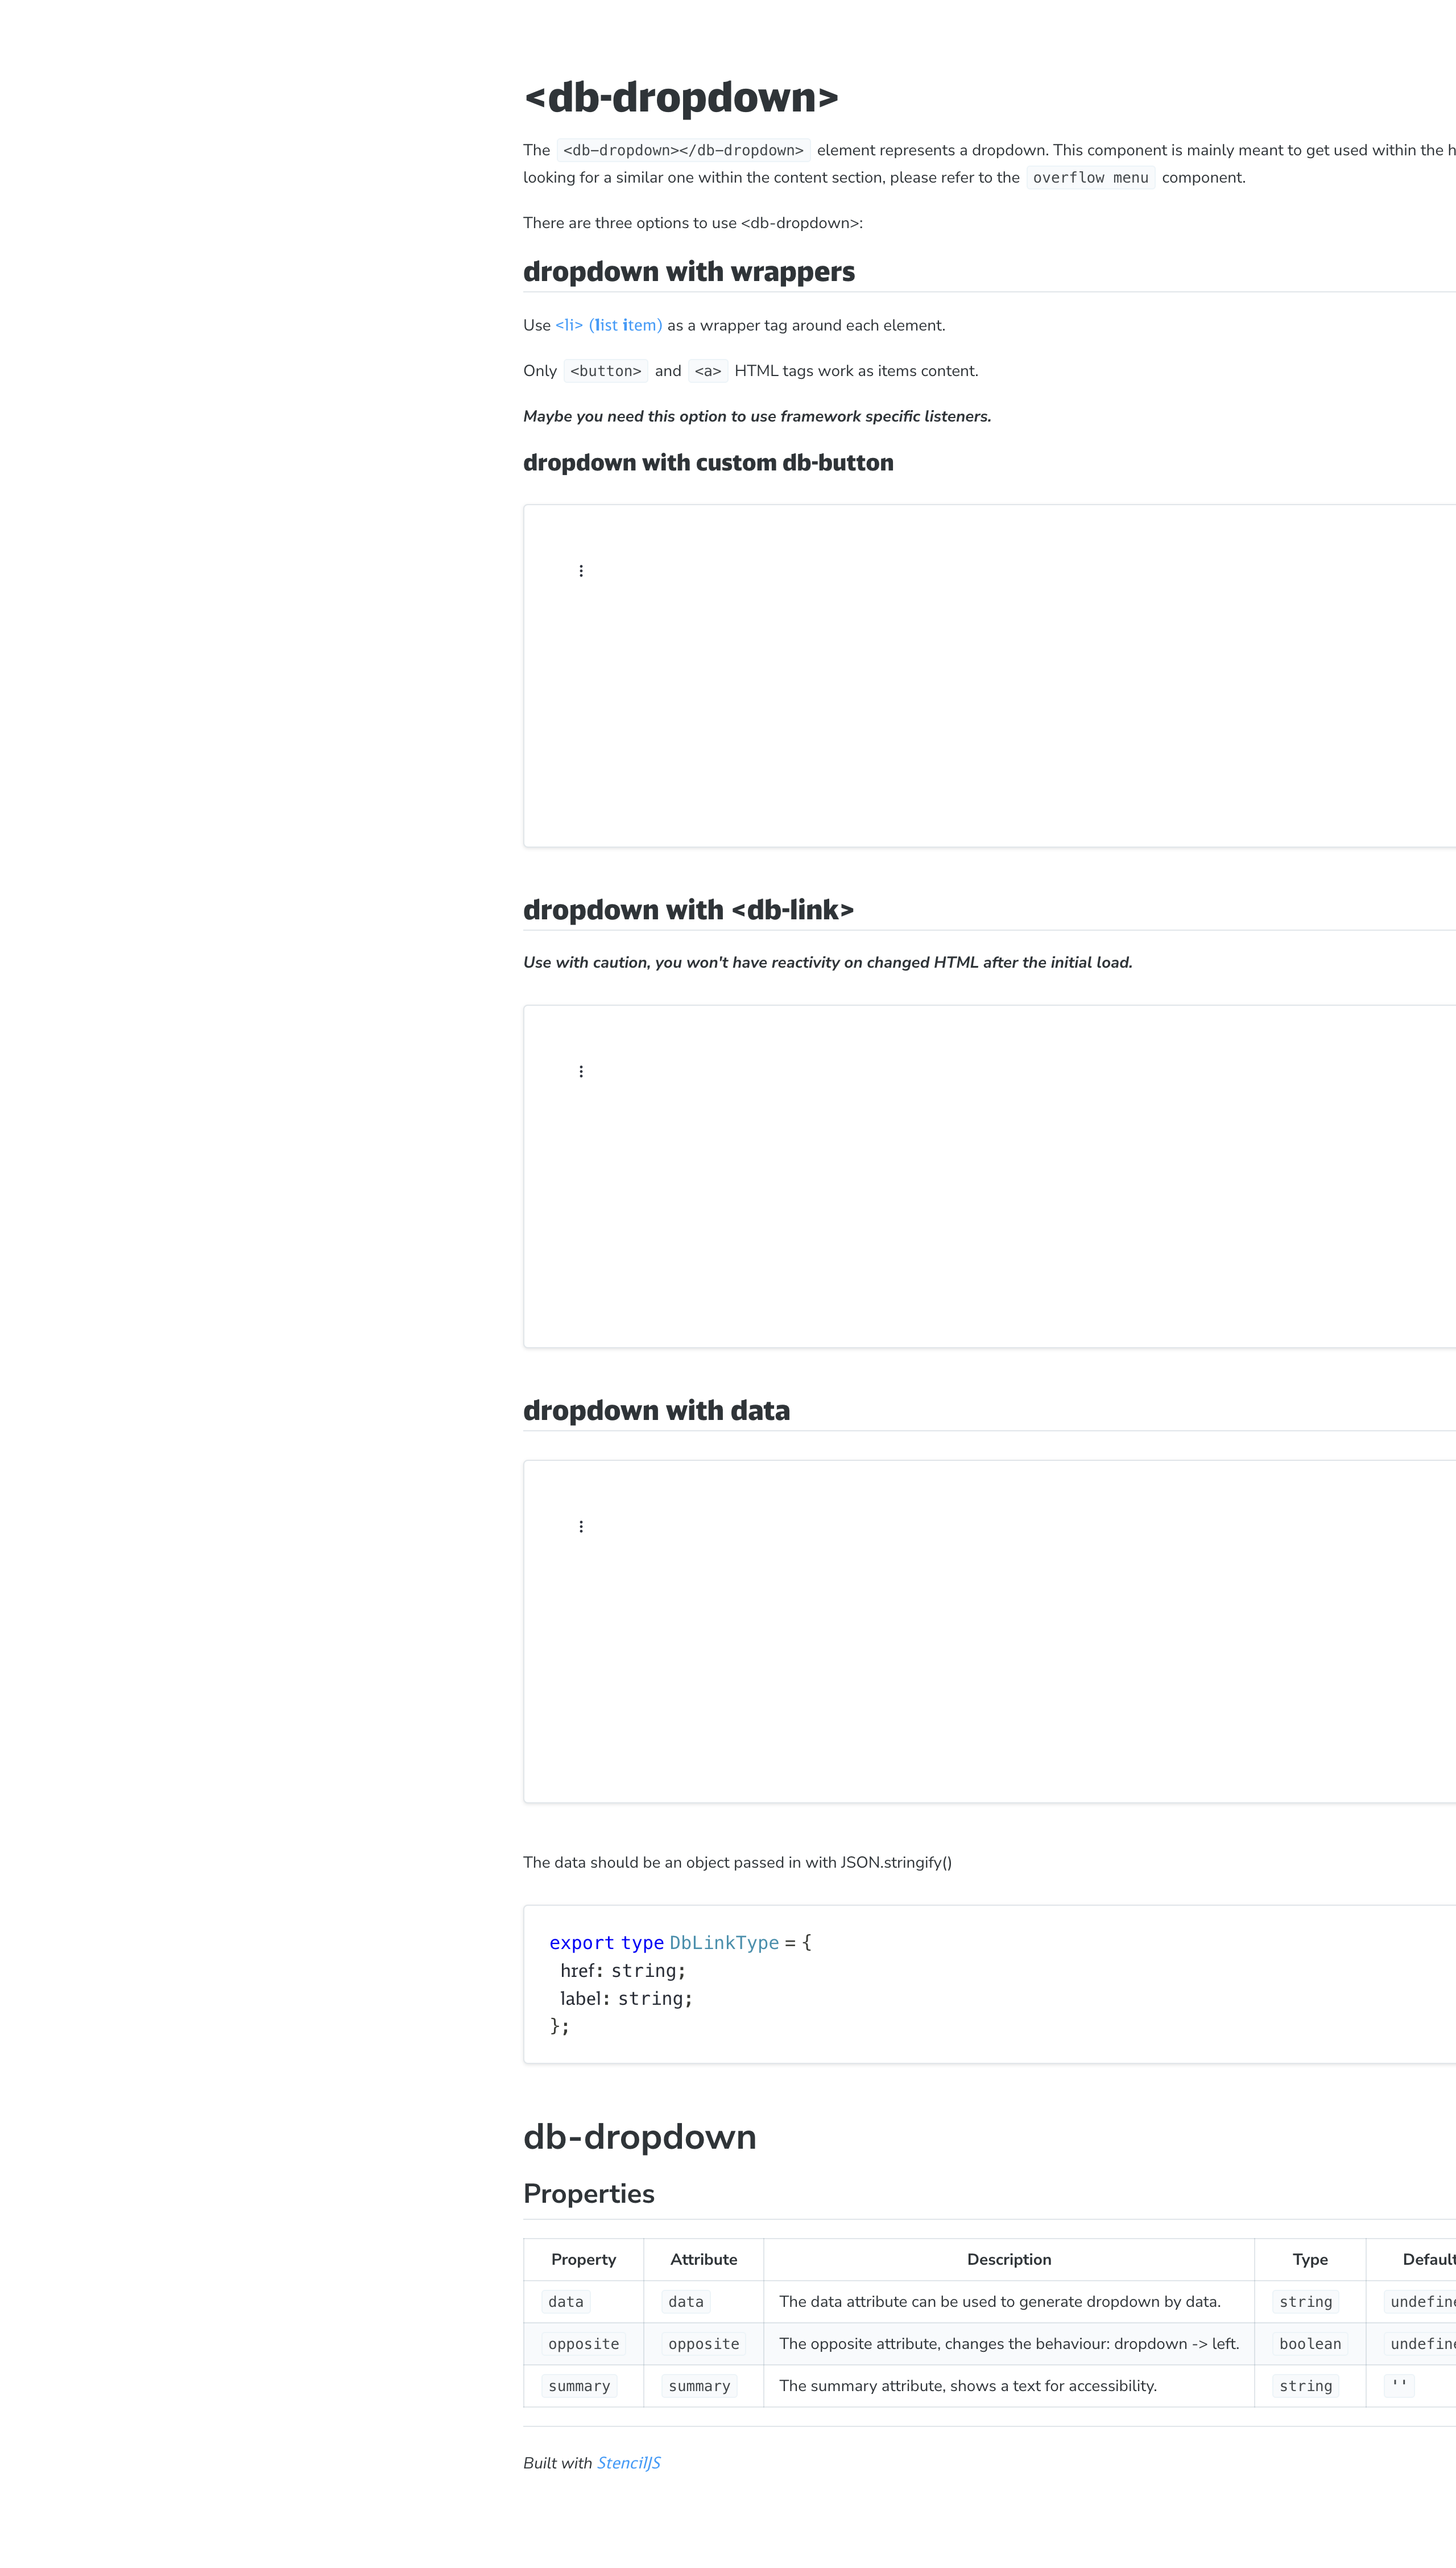 <db-dropdown>
The <db-dropdown></db-dropdown> element represents a dropdown. This component is mainly meant to get used within the
looking for a similar one within the content section, please refer to the overflow menu component.
There are three options to use <db-dropdown>:
dropdown with wrappers
Use <li> (list item) as a wrapper tag around each element.
Only <button> and <a> HTML tags work as items content.
Maybe you need this option to use framework specific listeners.
dropdown with custom db-button
dropdown with <db-link>
Use with caution, you won't have reactivity on changed HTML after the initial load.
dropdown with data
The data should be an object passed in with JSON.stringify()
export type DbLinkType = {
  href: string;
  label: string;
};
db-dropdown
Properties
Property Attribute Description Type Default
data data The data attribute can be used to generate dropdown by data. string
opposite opposite The opposite attribute, changes the behaviour: dropdown -> left. boolean
summary summary The summary attribute, shows a text for accessibility. string ''
Built with StencilJS